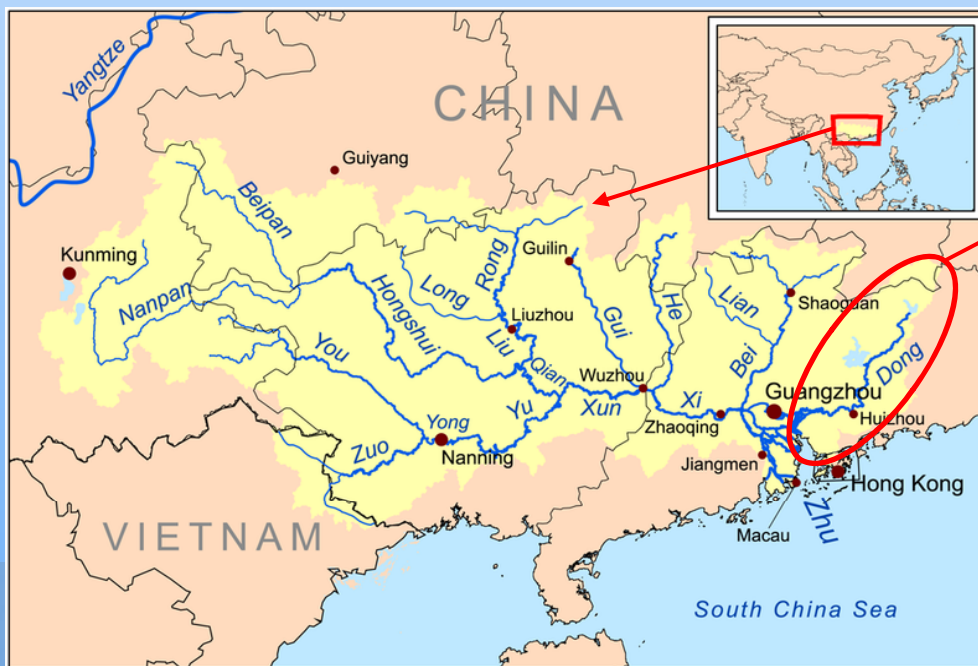 Yangtze
CHINA
Guiyang
Beipan
Kunming
Nanpan
Guilin
Rong
Long
Hongshui
Liuzhou
Liu
Gui
He
Lian
Shaoguan
Bei
Dong
You
Qian
Wuzhou
Xun
Xi
Guangzhou
Huizhou
Zhaoqing
Yu
Yong
Zuo
Nanning
Jiangmen
Hong Kong
Macau
Zhu
VIETNAM
South China Sea